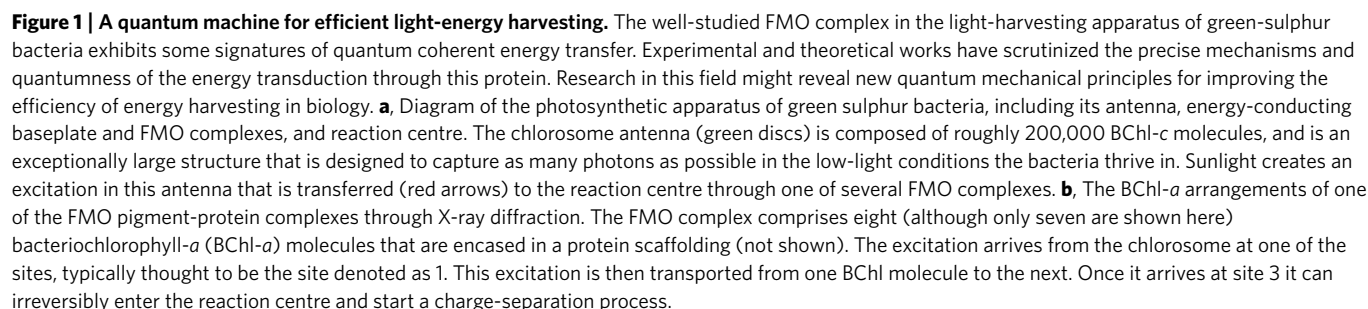 Figure 1 | A quantum machine for efficient light-energy harvesting. The well-studied FMO complex in the light-harvesting apparatus of green-sulphur
bacteria exhibits some signatures of quantum coherent energy transfer. Experimental and theoretical works have scrutinized the precise mechanisms and
quantumness of the energy transduction through this protein. Research in this field might reveal new quantum mechanical principles for improving the
efficiency of energy harvesting in biology. a, Diagram of the photosynthetic apparatus of green sulphur bacteria, including its antenna, energy-conducting
baseplate and FMO complexes, and reaction centre. The chlorosome antenna (green discs) is composed of roughly 200,000 BChl-c molecules, and is an
exceptionally large structure that is designed to capture as many photons as possible in the low-light conditions the bacteria thrive in. Sunlight creates an
excitation in this antenna that is transferred (red arrows) to the reaction centre through one of several FMO complexes. b, The BChl-a arrangements of one
of the FMO pigment-protein complexes through X-ray diffraction. The FMO complex comprises eight (although only seven are shown here)
bacteriochlorophyll-a (BChl-a) molecules that are encased in a protein scaffolding (not shown). The excitation arrives from the chlorosome at one of the
sites, typically thought to be the site denoted as 1. This excitation is then transported from one BChl molecule to the next. Once it arrives at site 3 it can
irreversibly enter the reaction centre and start a charge-separation process.